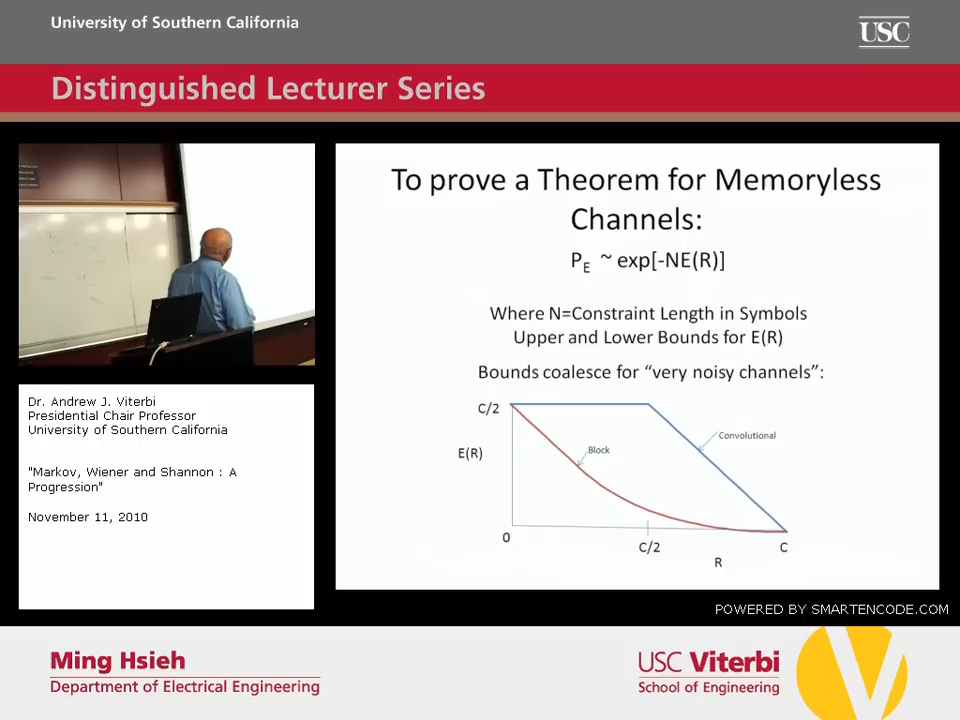 University of Southern California
USC
Distinguished Lecturer Series
To prove a Theorem for Memoryless
Channels:
PE ~ exp[-NE(R)]
Where N=Constraint Length in Symbols
Upper and Lower Bounds for E(R)
Bounds coalesce for “very noisy channels”:
C/2
Convolutional
E(R)
Block
0
C/2
C
R
Dr. Andrew J. Viterbi
Presidential Chair Professor
University of Southern California
"Markov, Wiener and Shannon : A
Progression"
November 11, 2010
POWERED BY SMARTENCODE.COM
Ming Hsieh
Department of Electrical Engineering
USC Viterbi
School of Engineering
V